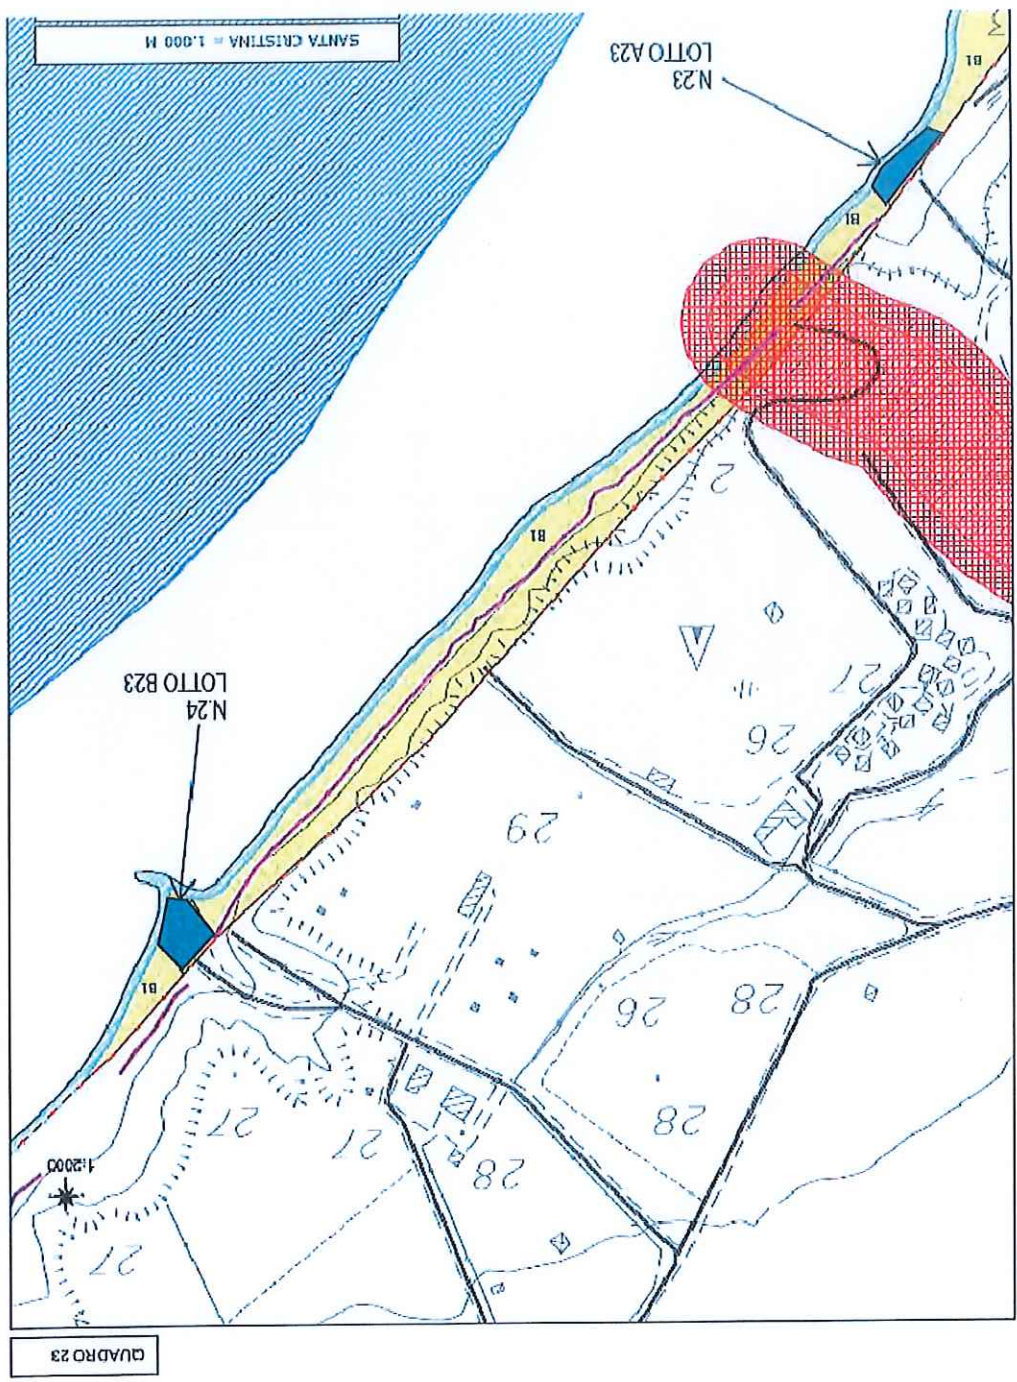 QUADRO 23
27
1:2000
28
27
27
28
28
26
B1
29
N.24
LOTTO B23
26
27
2
B1
B1
N.23
LOTTO A23
B1
SANTA CRISTINA = 1.000 M